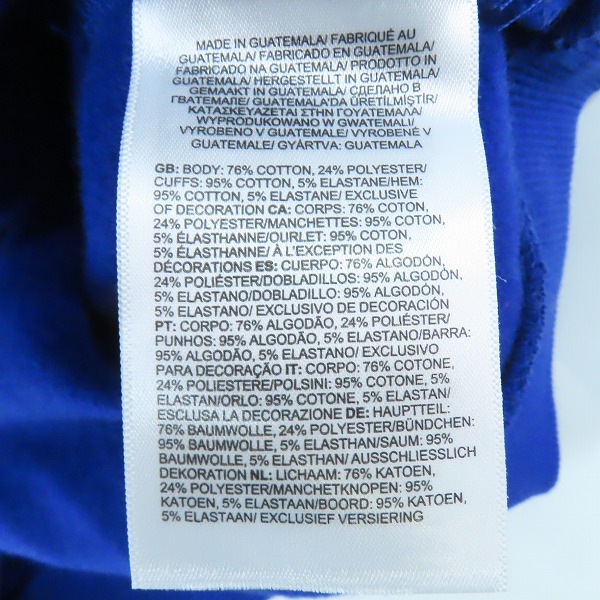 MADE IN GUATEMALA/ FABRIQUÉ AU
GUATEMALA/ FABRICADO EN GUATEMALA/
FABRICADO NA GUATEMALA/ PRODOTTO IN
GUATEMALA/ HERGESTELLT IN GUATEMALA/
GEMAAKT IN GUATEMALA/ СДЕЛАНО В
ГВАТЕМАЛЕ/ GUATEMALA'DA ÜRETİLMİŞTİR/
ΚΑΤΑΣΚΕΥΑΖΕΤΑΙ ΣΤΗΝ ΓΟΥΑΤΕΜΑΛΑ/
WYPRODUKOWANO W GWATEMALI/
VYROBENO V GUATEMALE/ VYROBENÉ V
GUATEMALE/ GYÁRTVA: GUATEMALA
GB: BODY: 76% COTTON, 24% POLYESTER/
CUFFS: 95% COTTON, 5% ELASTANE/HEM:
95% COTTON, 5% ELASTANE/ EXCLUSIVE
OF DECORATION CA: CORPS: 76% COTON,
24% POLYESTER/MANCHETTES: 95% COTON,
5% ÉLASTHANNE/OURLET: 95% COTON,
5% ÉLASTHANNE/ À L'EXCEPTION DES
DÉCORATIONS ES: CUERPO: 76% ALGODÓN,
24% POLIÉSTER/DOBLADILLOS: 95% ALGODÓN,
5% ELASTANO/DOBLADILLO: 95% ALGODÓN,
5% ELASTANO/ EXCLUSIVO DE DECORACIÓN
PT: CORPO: 76% ALGODÃO, 24% POLIÉSTER/
PUNHOS: 95% ALGODÃO, 5% ELASTANO/BARRA:
95% ALGODÃO, 5% ELASTANO/ EXCLUSIVO
PARA DECORAÇÃO IT: CORPO: 76% COTONE,
24% POLIESTERE/POLSINI: 95% COTONE, 5%
ELASTAN/ORLO: 95% COTONE, 5% ELASTAN/
ESCLUSA LA DECORAZIONE DE: HAUPTTEIL:
76% BAUMWOLLE, 24% POLYESTER/BÜNDCHEN:
95% BAUMWOLLE, 5% ELASTHAN/SAUM: 95%
BAUMWOLLE, 5% ELASTHAN/ AUSSCHLIESSLICH
DEKORATION NL: LICHAAM: 76% KATOEN,
24% POLYESTER/MANCHETKNOPEN: 95%
KATOEN, 5% ELASTAAN/BOORD: 95% KATOEN,
5% ELASTAAN/ EXCLUSIEF VERSIERING